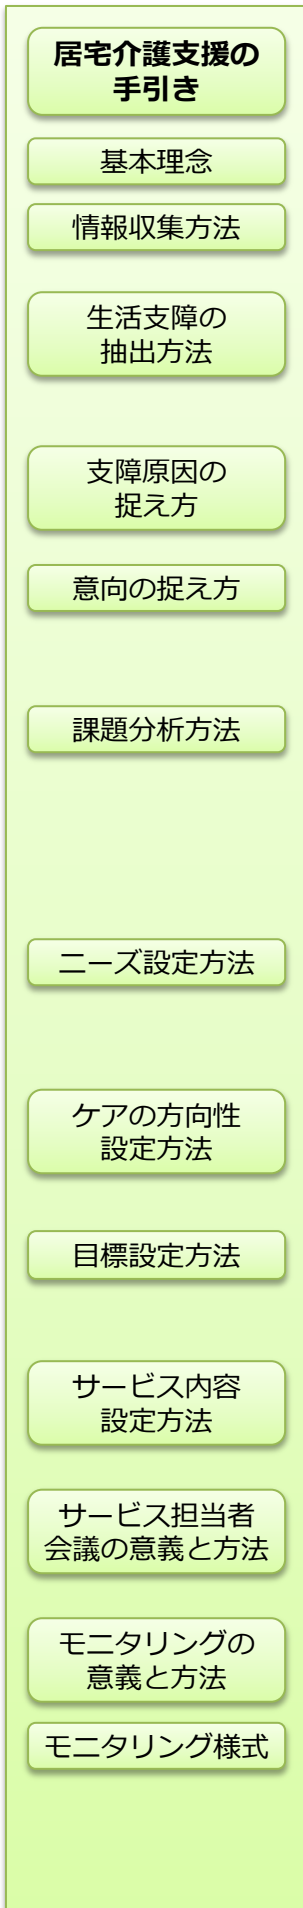 居宅介護支援の
手引き
基本理念
情報収集方法
生活支障の
抽出方法
支障原因の
捉え方
意向の捉え方
課題分析方法
ニーズ設定方法
ケアの方向性
設定方法
目標設定方法
サービス内容
設定方法
サービス担当者
会議の意義と方法
モニタリングの
意義と方法
モニタリング様式